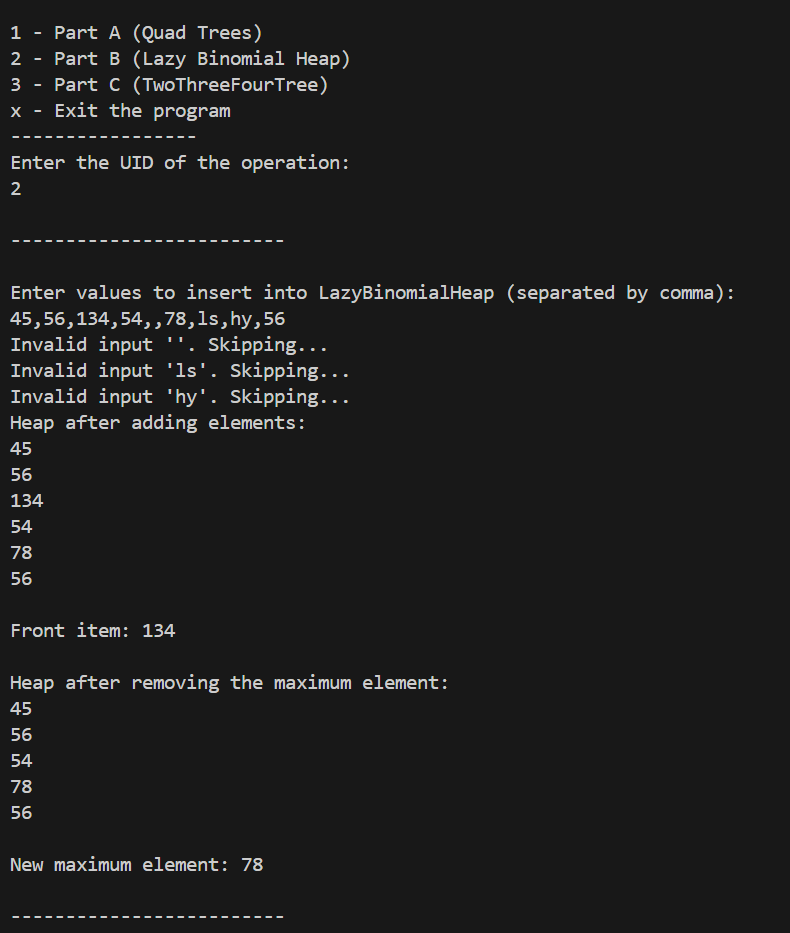 1 - Part A (Quad Trees)
2 - Part B (Lazy Binomial Heap)
3 - Part C (TwoThreeFourTree)
x - Exit the program
-----------------
Enter the UID of the operation:
2
-------------------------
Enter values to insert into LazyBinomialHeap (separated by comma):
45,56,134,54,,78,ls,hy,56
Invalid input ''. Skipping...
Invalid input 'ls'. Skipping...
Invalid input 'hy'. Skipping...
Heap after adding elements:
45
56
134
54
78
56
Front item: 134
Heap after removing the maximum element:
45
56
54
78
56
New maximum element: 78
-------------------------